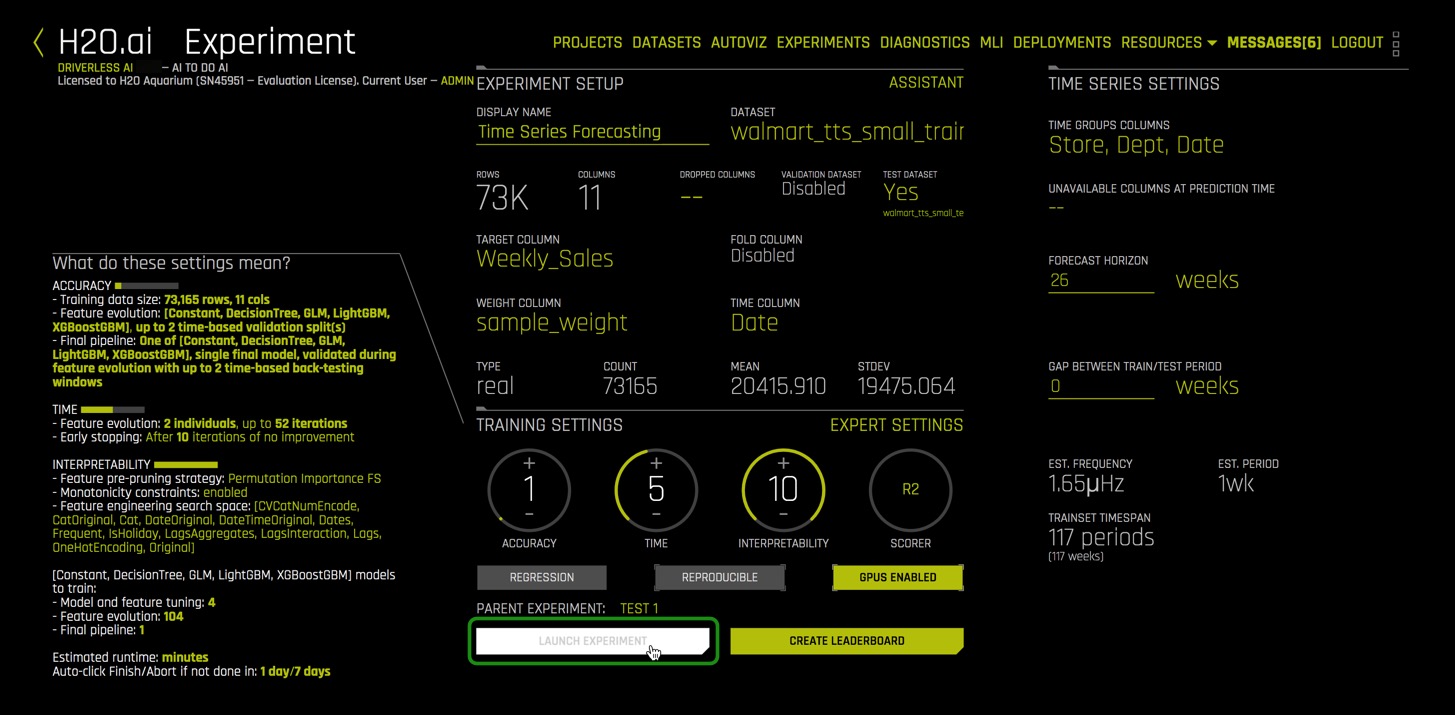 H2O.ai Experiment
DRIVERLESS AI — AI TO DO AI
Licensed to H2O Aquarium (SN45951 — Evaluation License). Current User — ADMIN
PROJECTS DATASETS AUTOVIZ EXPERIMENTS DIAGNOSTICS MLI DEPLOYMENTS RESOURCES MESSAGES[6] LOGOUT
What do these settings mean?
ACCURACY
- Training data size: 73,165 rows, 11 cols
- Feature evolution: [Constant, DecisionTree, GLM, LightGBM,
XGBoostGBM], up to 2 time-based validation split(s)
- Final pipeline: One of [Constant, DecisionTree, GLM,
LightGBM, XGBoostGBM], single final model, validated during
feature evolution with up to 2 time-based back-testing
windows
TIME
- Feature evolution: 2 individuals, up to 52 iterations
- Early stopping: After 10 iterations of no improvement
INTERPRETABILITY
- Feature pre-pruning strategy: Permutation Importance FS
- Monotonicity constraints: enabled
- Feature engineering search space: [CVCatNumEncode,
CatOriginal, Cat, DateOriginal, DateTimeOriginal, Dates,
Frequent, IsHoliday, LagsAggregates, LagsInteraction, Lags,
OneHotEncoding, Original]
[Constant, DecisionTree, GLM, LightGBM, XGBoostGBM] models
to train:
- Model and feature tuning: 4
- Feature evolution: 104
- Final pipeline: 1
Estimated runtime: minutes
Auto-click Finish/Abort if not done in: 1 day/7 days
EXPERIMENT SETUP ASSISTANT
DISPLAY NAME DATASET
Time Series Forecasting walmart_tts_small_train
ROWS COLUMNS DROPPED COLUMNS VALIDATION DATASET TEST DATASET
73K 11 -- Disabled Yes
walmart_tts_small_te
TARGET COLUMN FOLD COLUMN
Weekly_Sales Disabled
WEIGHT COLUMN TIME COLUMN
sample_weight Date
TYPE COUNT MEAN STDEV
real 73165 20415.910 19475.064
TRAINING SETTINGS EXPERT SETTINGS
+ + +
1 5 10 R2
− − −
ACCURACY TIME INTERPRETABILITY SCORER
REGRESSION REPRODUCIBLE GPUS ENABLED
PARENT EXPERIMENT: TEST 1
LAUNCH EXPERIMENT CREATE LEADERBOARD
TIME SERIES SETTINGS
TIME GROUPS COLUMNS
Store, Dept, Date
UNAVAILABLE COLUMNS AT PREDICTION TIME
--
FORECAST HORIZON
26 weeks
GAP BETWEEN TRAIN/TEST PERIOD
0 weeks
EST. FREQUENCY EST. PERIOD
1.65µHz 1wk
TRAINSET TIMESPAN
117 periods
(117 weeks)